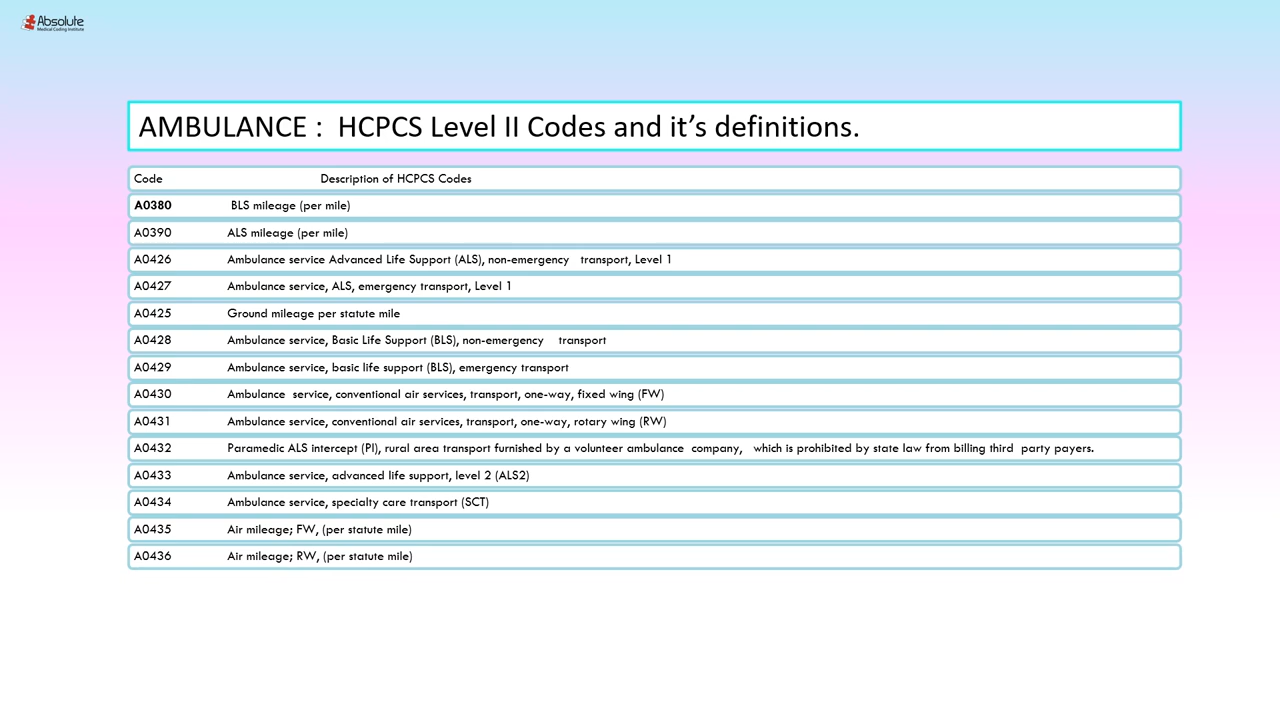 Absolute
Medical Coding Institute
AMBULANCE : HCPCS Level II Codes and it’s definitions.
Code Description of HCPCS Codes
A0380 BLS mileage (per mile)
A0390 ALS mileage (per mile)
A0426 Ambulance service Advanced Life Support (ALS), non-emergency transport, Level 1
A0427 Ambulance service, ALS, emergency transport, Level 1
A0425 Ground mileage per statute mile
A0428 Ambulance service, Basic Life Support (BLS), non-emergency transport
A0429 Ambulance service, basic life support (BLS), emergency transport
A0430 Ambulance service, conventional air services, transport, one-way, fixed wing (FW)
A0431 Ambulance service, conventional air services, transport, one-way, rotary wing (RW)
A0432 Paramedic ALS intercept (PI), rural area transport furnished by a volunteer ambulance company, which is prohibited by state law from billing third party payers.
A0433 Ambulance service, advanced life support, level 2 (ALS2)
A0434 Ambulance service, specialty care transport (SCT)
A0435 Air mileage; FW, (per statute mile)
A0436 Air mileage; RW, (per statute mile)